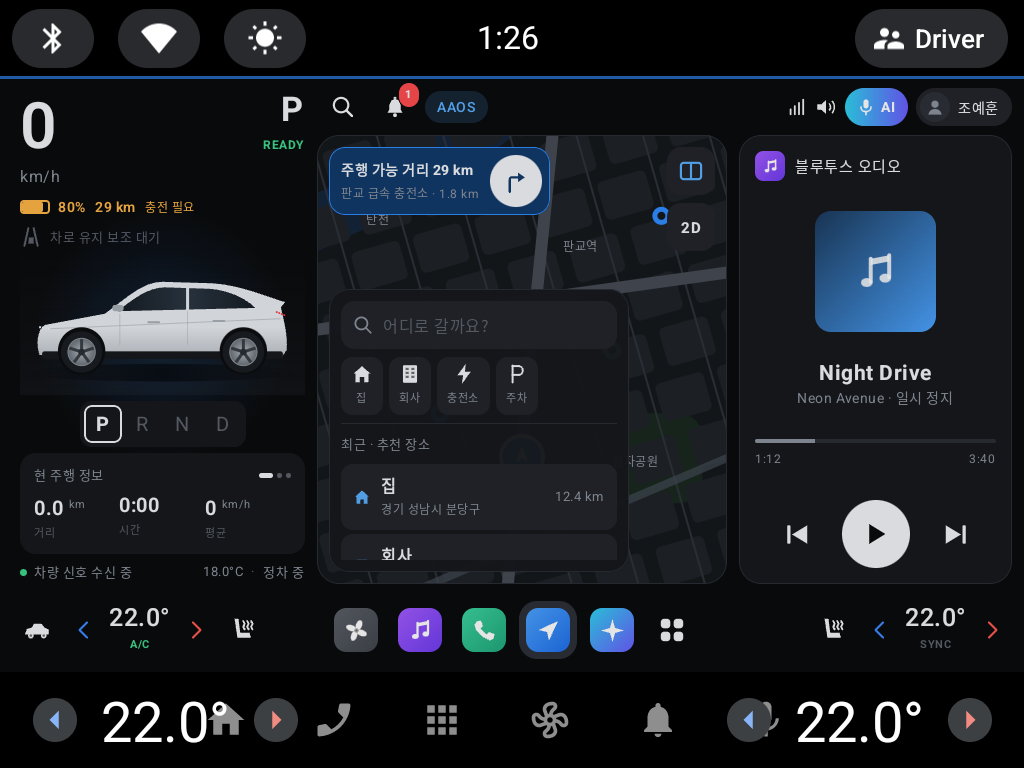 1:26
Driver
0
P
READY
km/h
80% 29 km 충전 필요
차로 유지 보조 대기
P R N D
현 주행 정보
0.0 km
거리
0:00
시간
0 km/h
평균
차량 신호 수신 중
18.0°C · 정차 중
1
AAOS
AI
조예훈
주행 가능 거리 29 km
판교 급속 충전소 · 1.8 km
탄천
판교역
2D
어디로 갈까요?
집
회사
충전소
주차
최근 · 추천 장소
집
경기 성남시 분당구
12.4 km
회사
자공원
블루투스 오디오
Night Drive
Neon Avenue · 일시 정지
1:12
3:40
22.0°
A/C
22.0°
SYNC
22.0°
22.0°